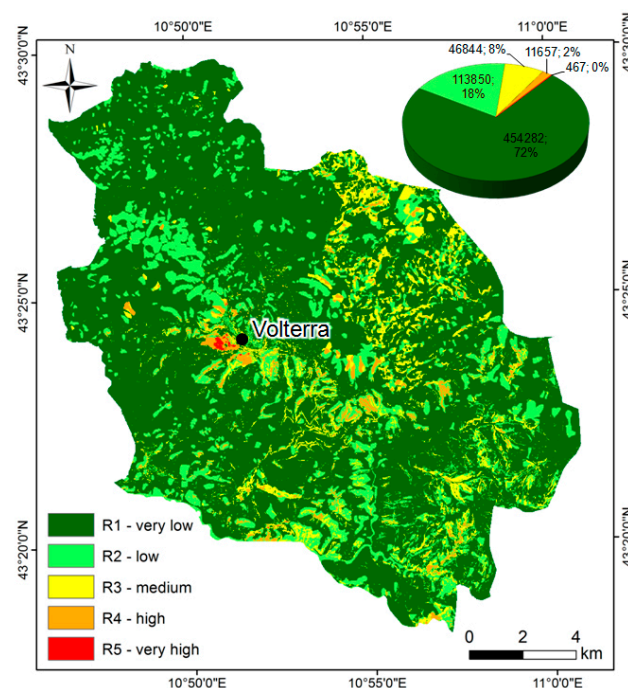 10°50'0"E
10°55'0"E
11°0'0"E
43°30'0"N
43°30'0"N
N
46844; 8%
11657; 2%
467; 0%
113850;
18%
454282;
72%
43°25'0"N
43°25'0"N
Volterra
R1 - very low
R2 - low
R3 - medium
R4 - high
R5 - very high
43°20'0"N
43°20'0"N
0 2 4
km
10°50'0"E
10°55'0"E
11°0'0"E